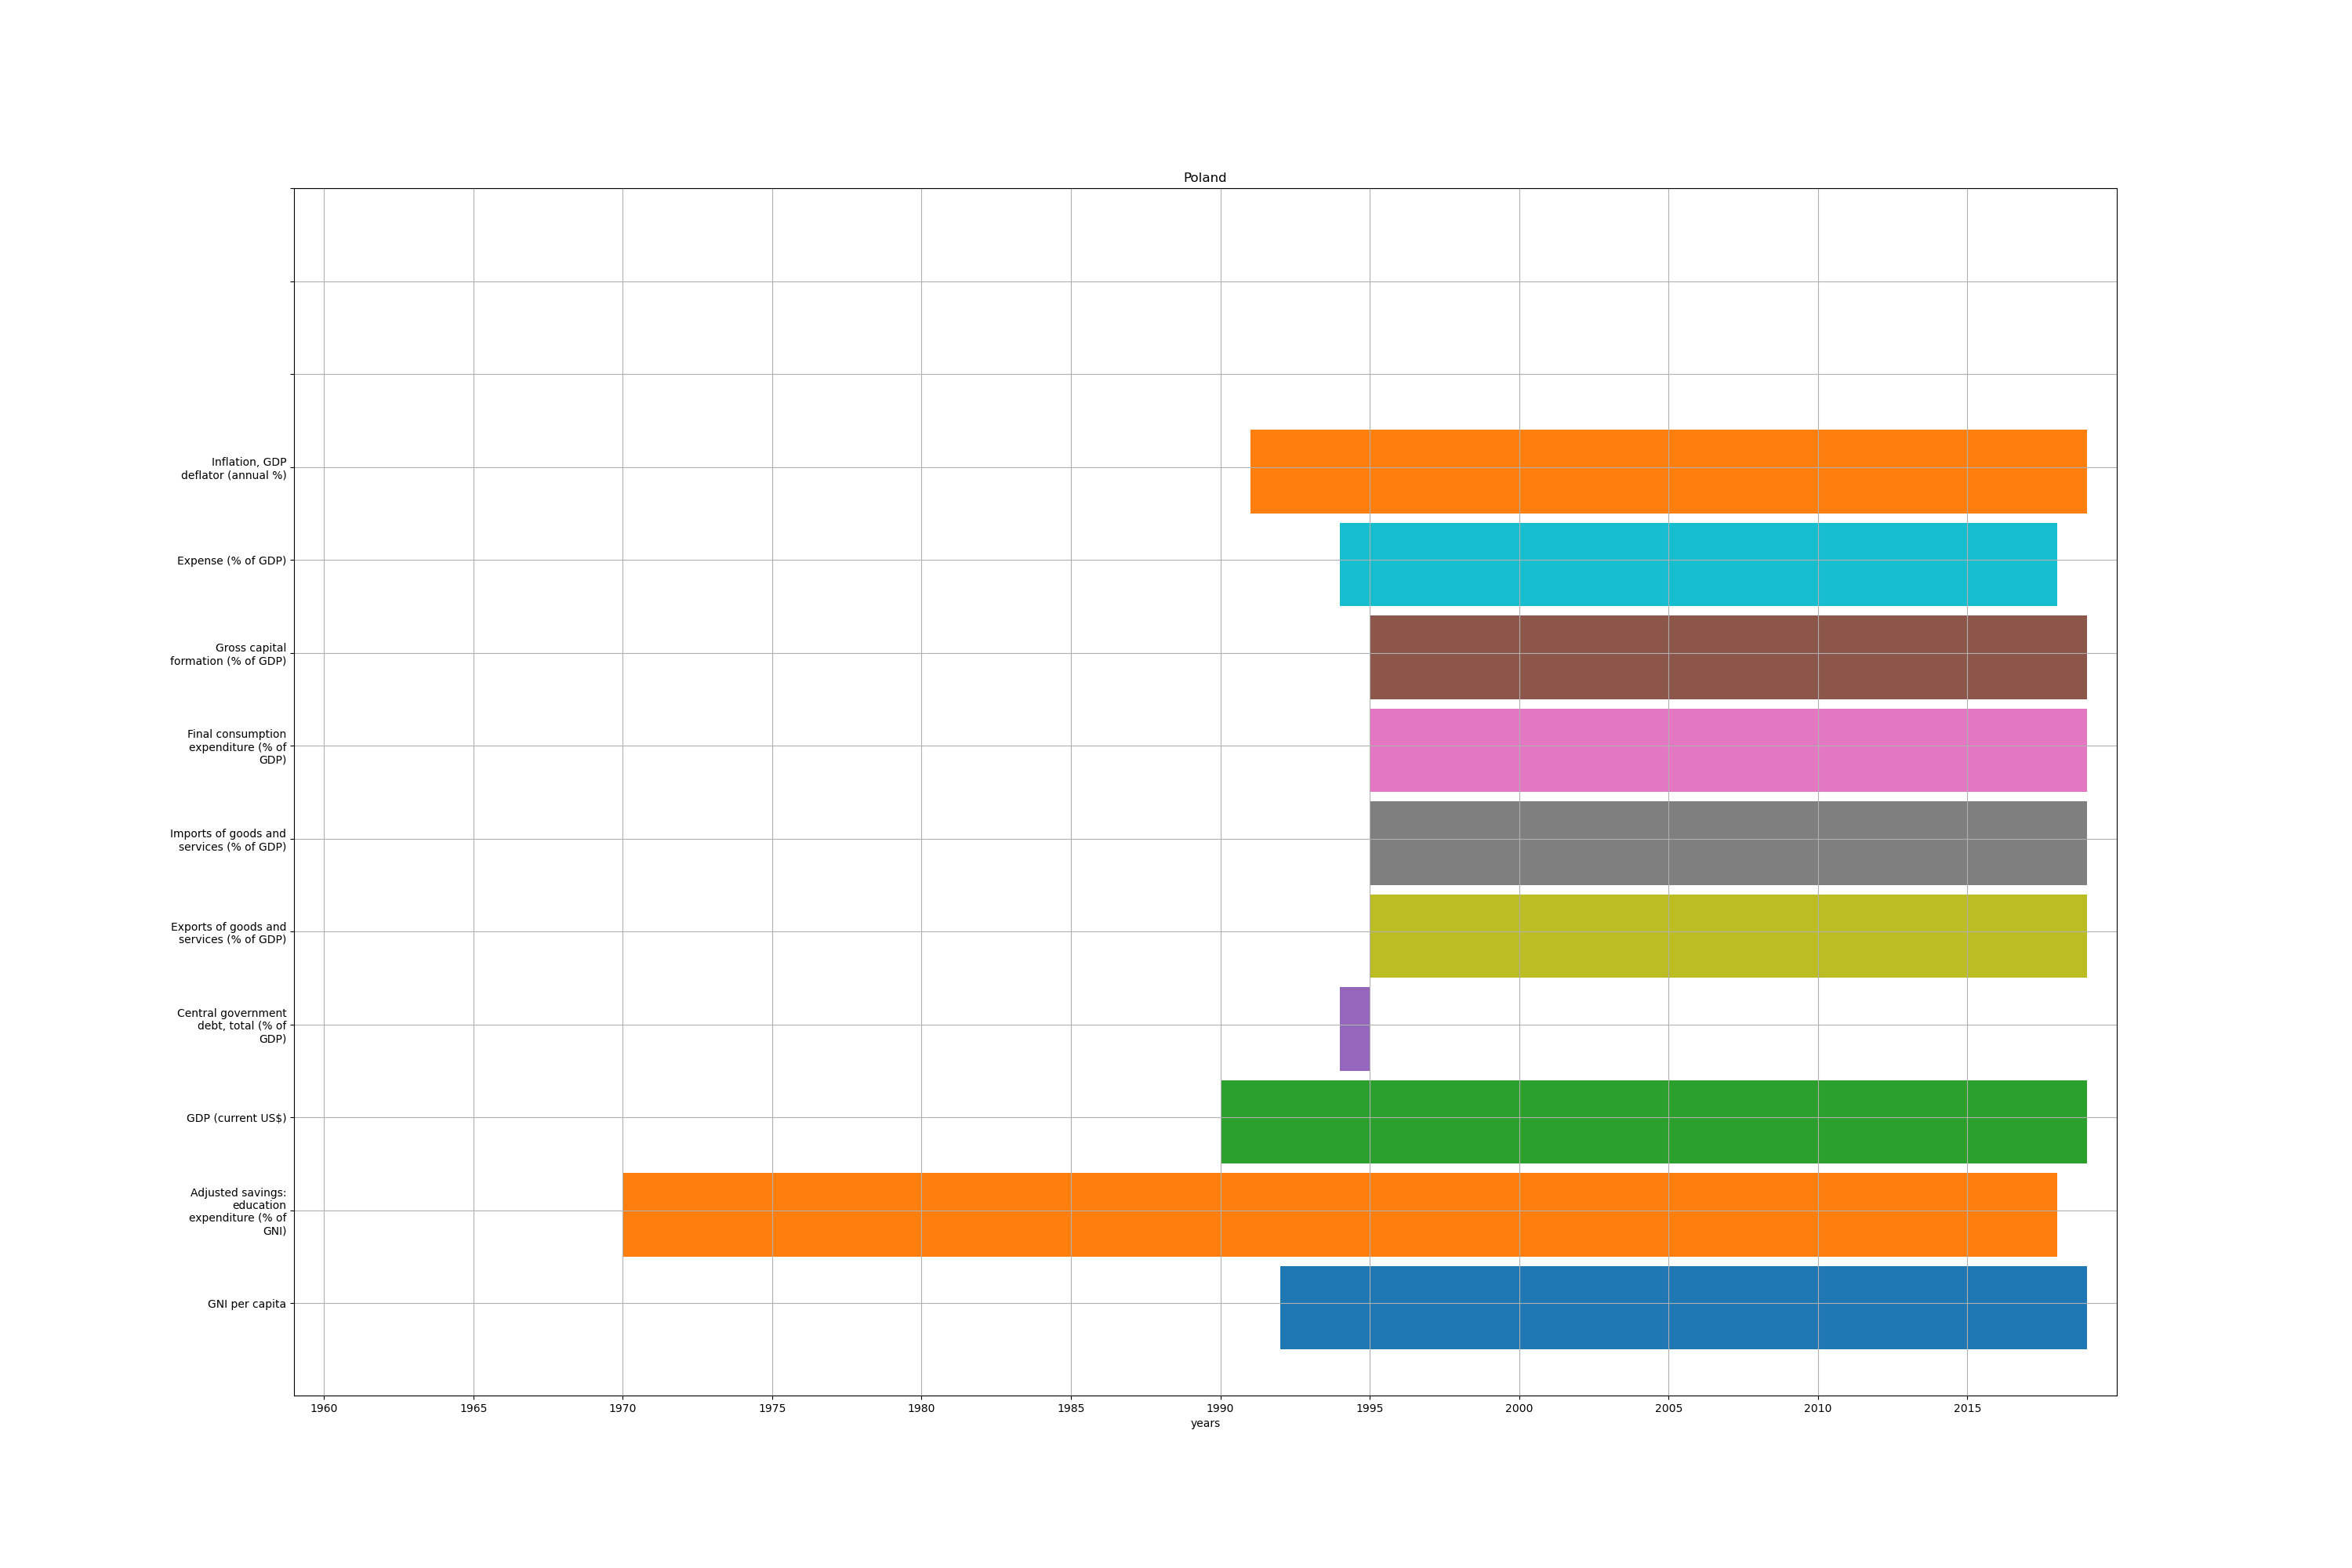 Poland
Inflation, GDP
deflator (annual %)
Expense (% of GDP)
Gross capital
formation (% of GDP)
Final consumption
expenditure (% of
GDP)
Imports of goods and
services (% of GDP)
Exports of goods and
services (% of GDP)
Central government
debt, total (% of
GDP)
GDP (current US$)
Adjusted savings:
education
expenditure (% of
GNI)
GNI per capita
1960 1965 1970 1975 1980 1985 1990 1995 2000 2005 2010 2015
years